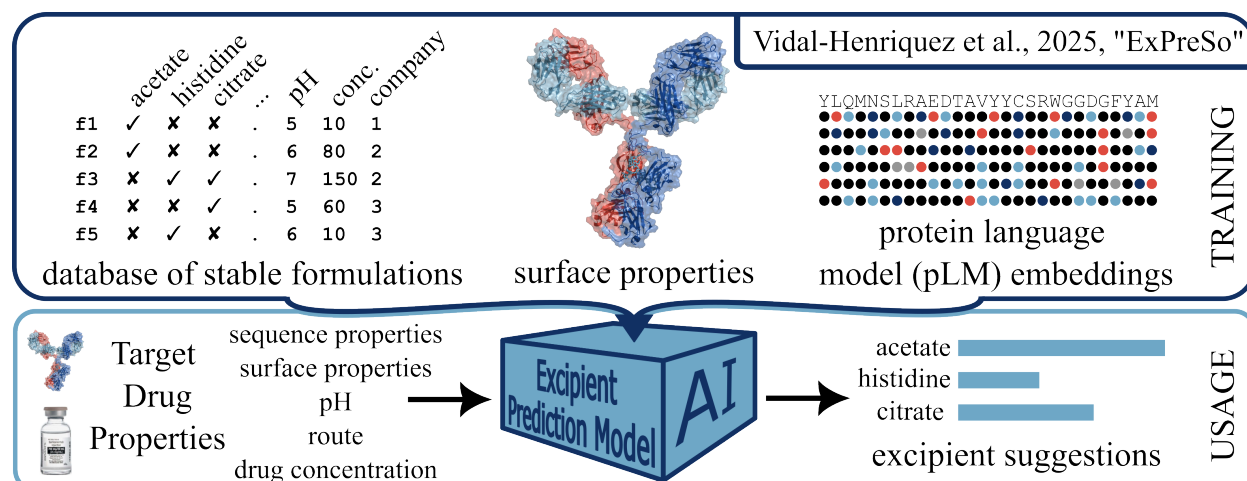 Vidal-Henriquez et al., 2025, "ExPreSo"
acetate histidine citrate ... pH conc. company
f1 ✓ ✘ ✘ . 5 10 1
f2 ✓ ✘ ✘ . 6 80 2
f3 ✘ ✓ ✓ . 7 150 2
f4 ✘ ✘ ✓ . 5 60 3
f5 ✘ ✓ ✘ . 6 10 3
database of stable formulations
surface properties
YLQMNSLRAEDTAVYYCSRWGGDGFYAM
protein language
model (pLM) embeddings
TRAINING
Target
Drug
Properties
sequence properties
surface properties
pH
route
drug concentration
Excipient
Prediction Model
AI
acetate
histidine
citrate
excipient suggestions
USAGE